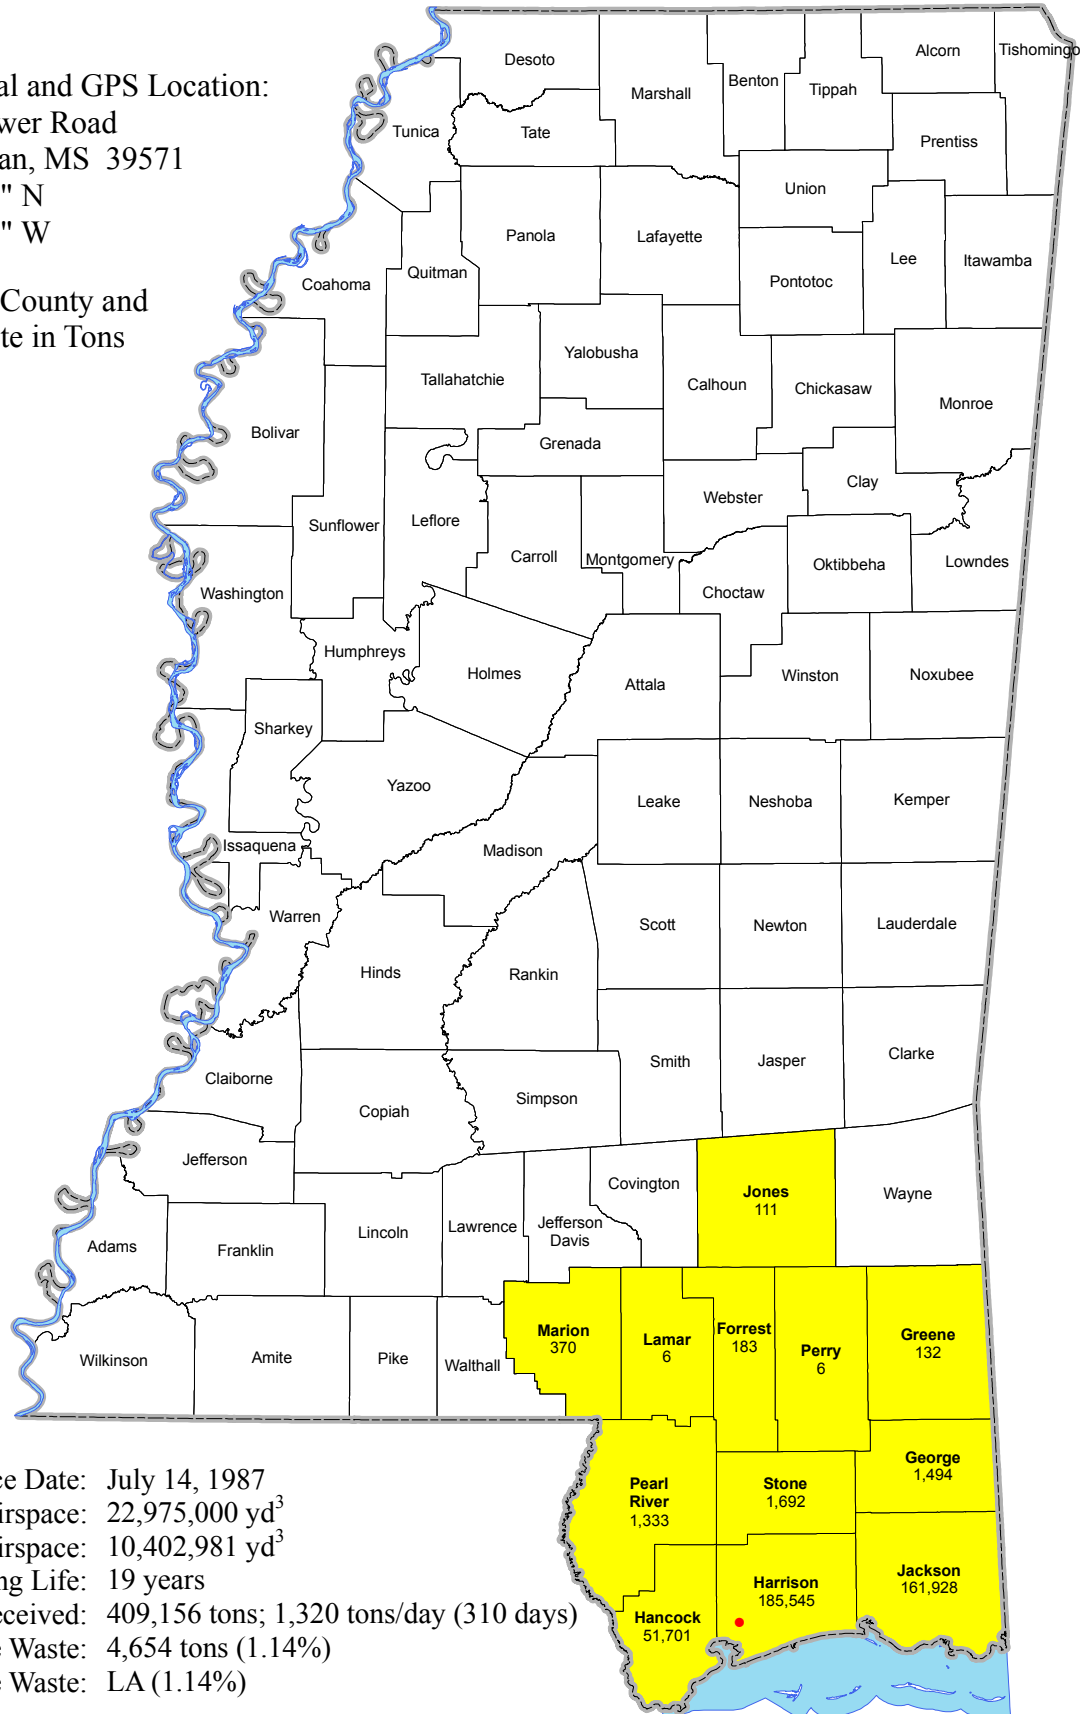 al and GPS Location:
wer Road
an, MS 39571
" N
" W
County and
te in Tons
Desoto
Marshall
Benton
Tippah
Alcorn
Tishomingo
Tunica
Tate
Prentiss
Union
Panola
Lafayette
Coahoma
Quitman
Pontotoc
Lee
Itawamba
Yalobusha
Tallahatchie
Calhoun
Chickasaw
Monroe
Bolivar
Grenada
Clay
Webster
Sunflower
Leflore
Carroll
Montgomery
Oktibbeha
Lowndes
Washington
Choctaw
Humphreys
Holmes
Attala
Winston
Noxubee
Sharkey
Yazoo
Leake
Neshoba
Kemper
Issaquena
Madison
Warren
Scott
Newton
Lauderdale
Hinds
Rankin
Smith
Jasper
Clarke
Claiborne
Copiah
Simpson
Jefferson
Covington
Jones
111
Wayne
Adams
Franklin
Lincoln
Lawrence
Jefferson
Davis
Marion
370
Lamar
6
Forrest
183
Perry
6
Greene
132
Wilkinson
Amite
Pike
Walthall
Pearl
River
1,333
Stone
1,692
George
1,494
Hancock
51,701
Harrison
185,545
Jackson
161,928
ce Date: July 14, 1987
irspace: 22,975,000 yd³
irspace: 10,402,981 yd³
ng Life: 19 years
eceived: 409,156 tons; 1,320 tons/day (310 days)
e Waste: 4,654 tons (1.14%)
e Waste: LA (1.14%)